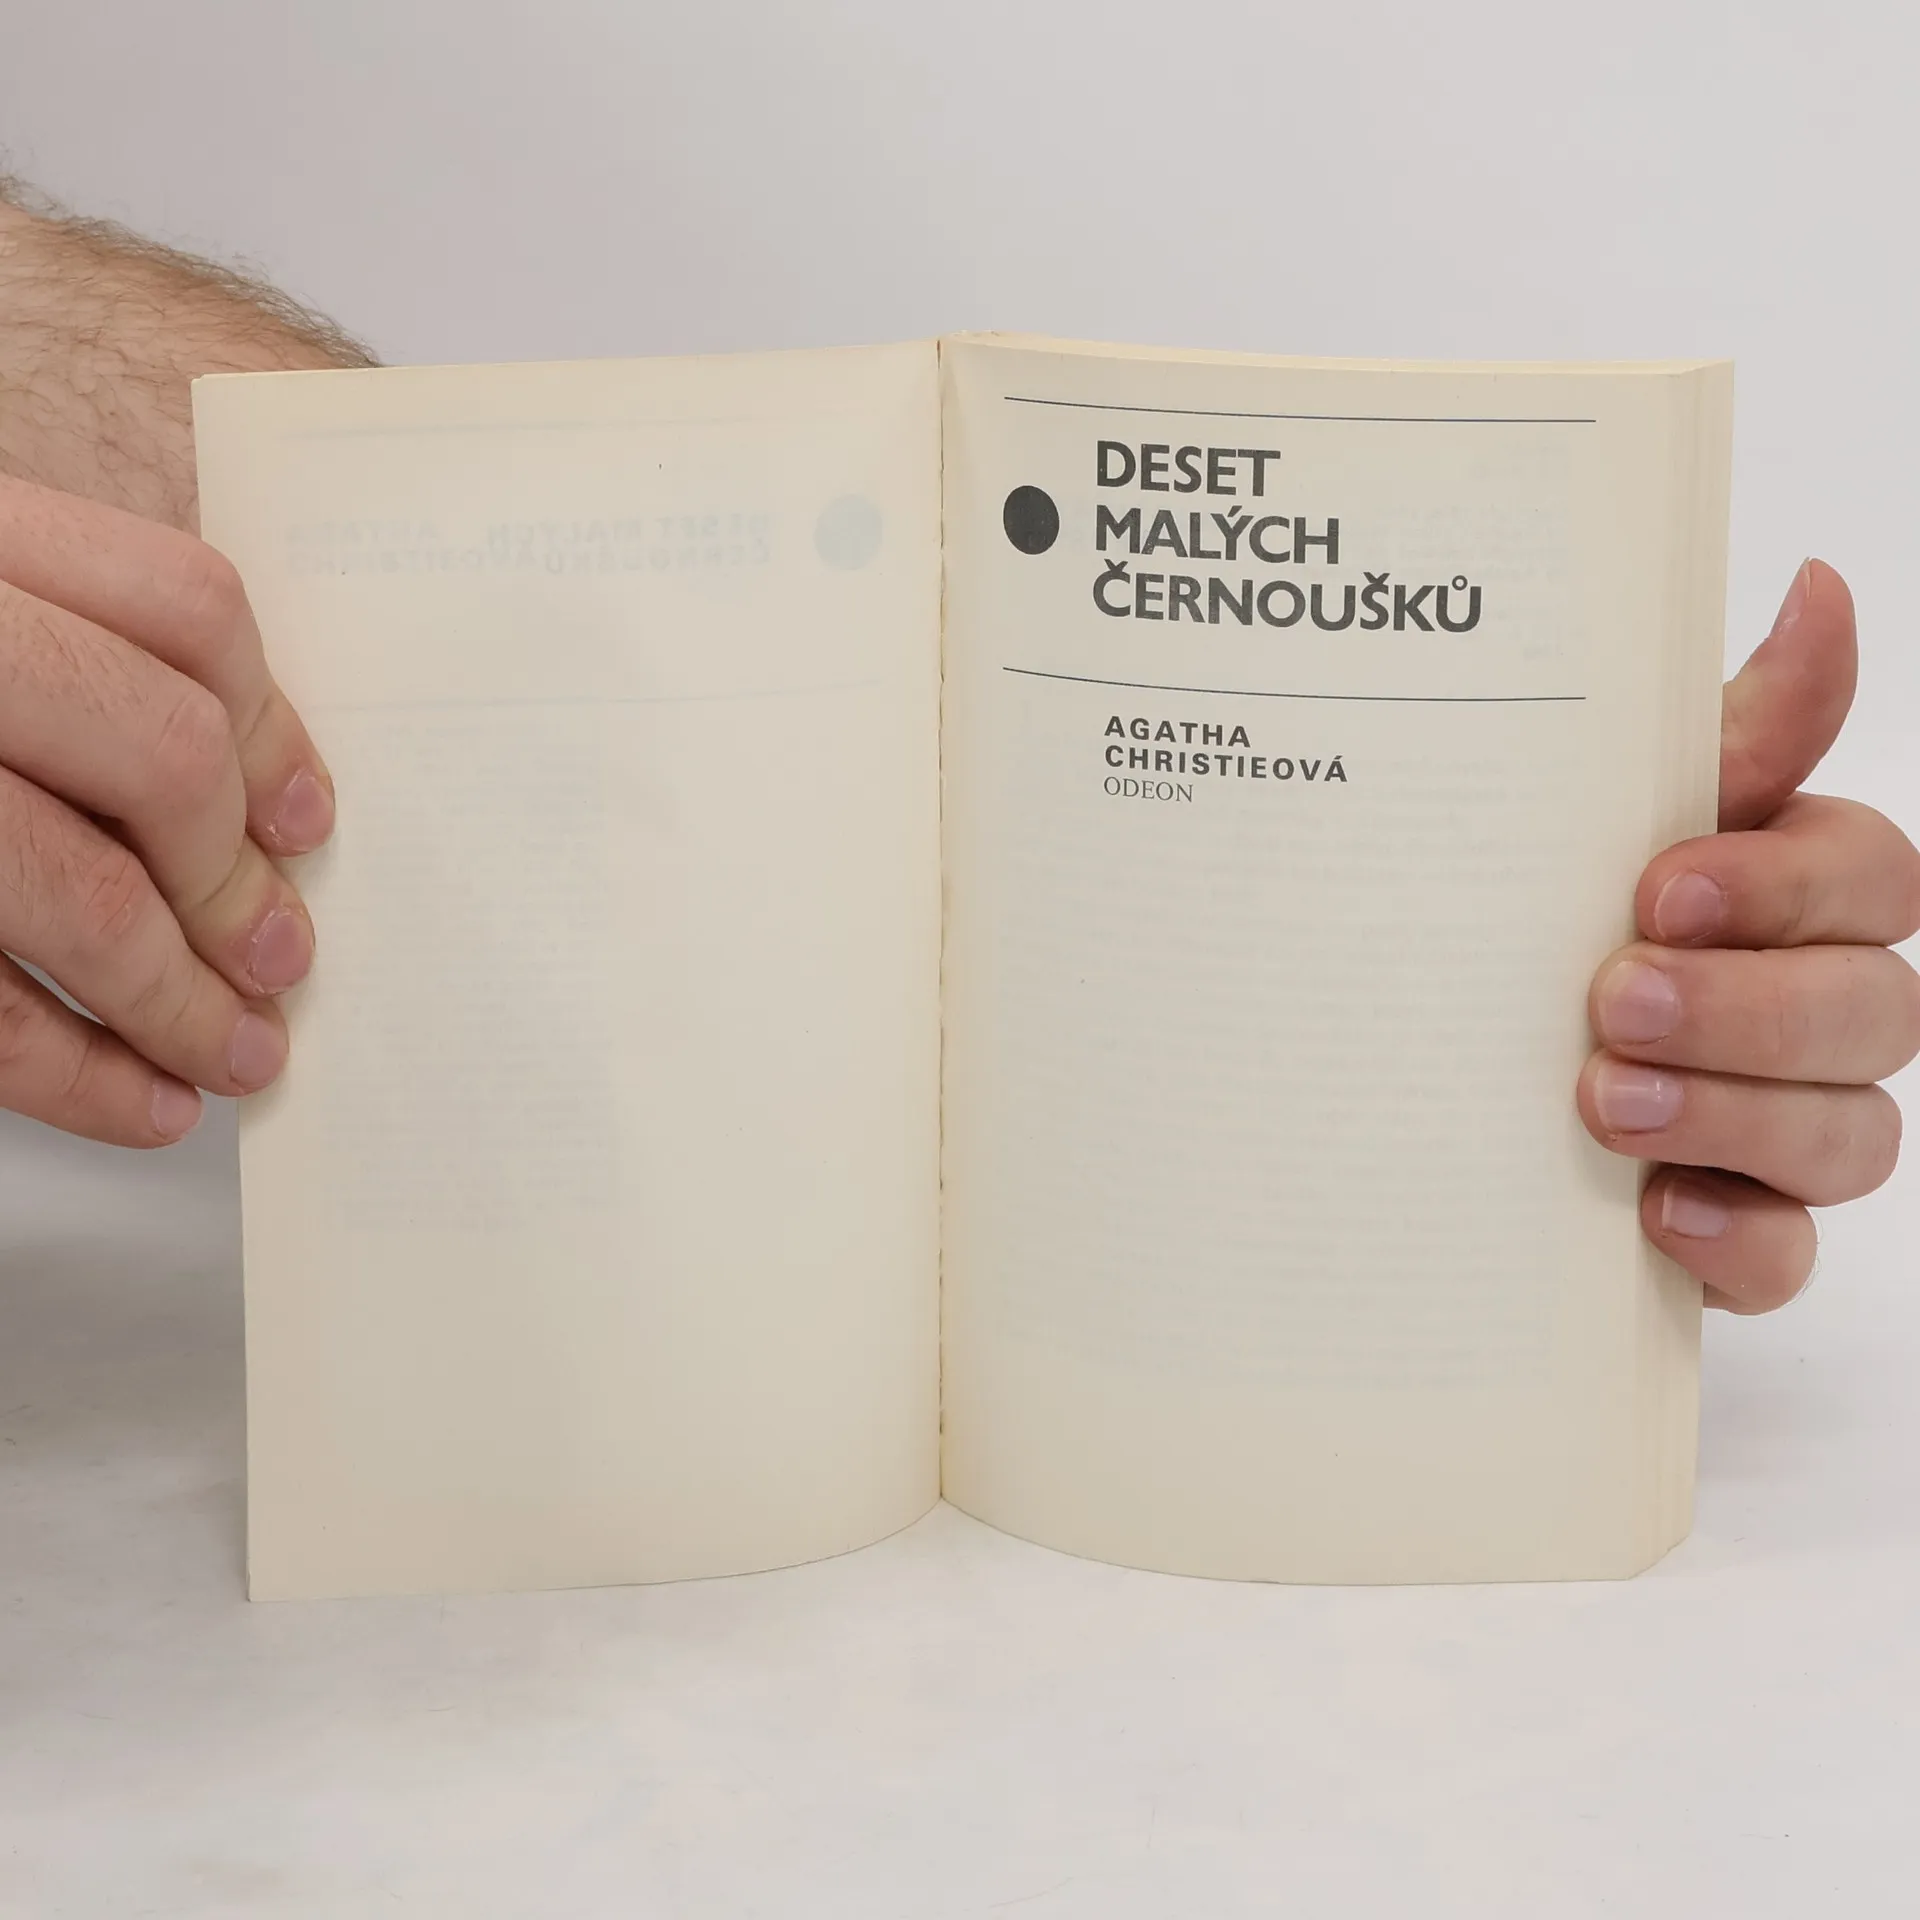 DESET
MALÝCH
ČERNOUŠKŮ
AGATHA
CHRISTIEOVÁ
ODEON